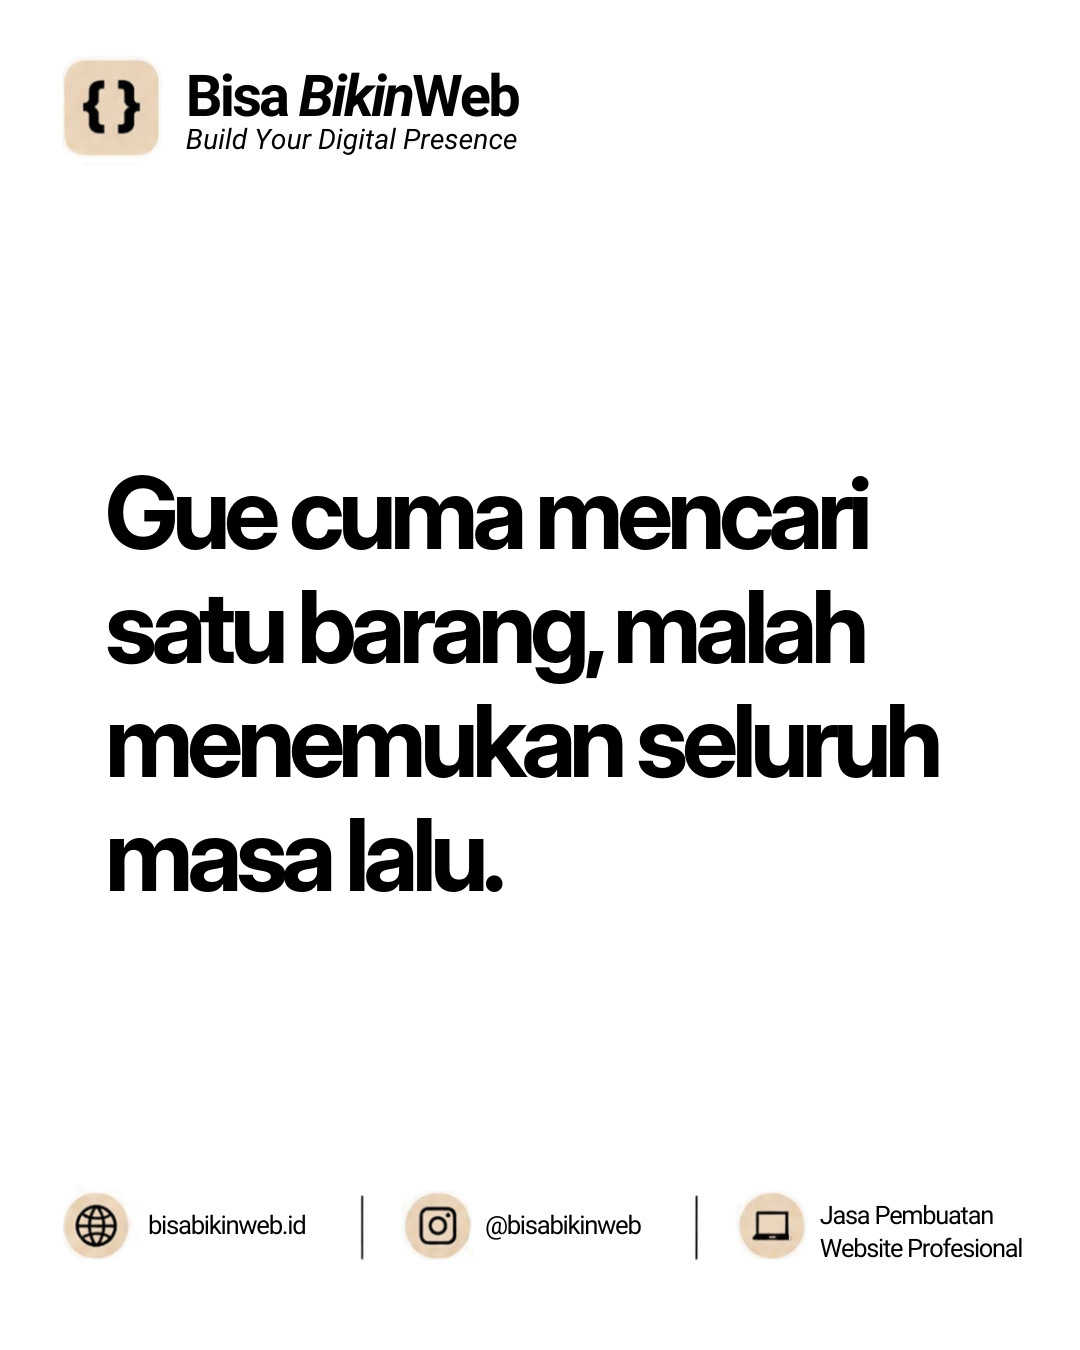 { }
Bisa BikinWeb
Build Your Digital Presence
Gue cuma mencari
satu barang, malah
menemukan seluruh
masa lalu.
bisabikinweb.id
@bisabikinweb
Jasa Pembuatan
Website Profesional